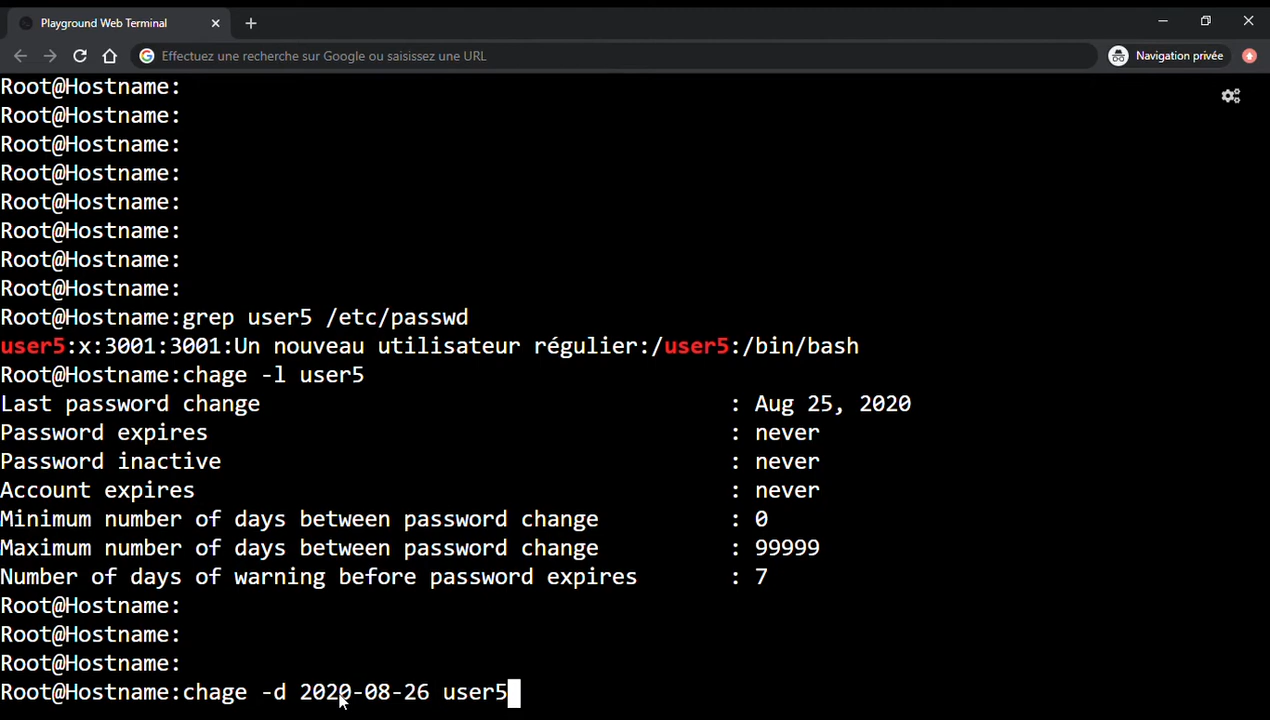 Playground Web Terminal
Effectuez une recherche sur Google ou saisissez une URL
Navigation privée
Root@Hostname:
Root@Hostname:
Root@Hostname:
Root@Hostname:
Root@Hostname:
Root@Hostname:
Root@Hostname:
Root@Hostname:
Root@Hostname:grep user5 /etc/passwd
user5:x:3001:3001:Un nouveau utilisateur régulier:/user5:/bin/bash
Root@Hostname:chage -l user5
Last password change : Aug 25, 2020
Password expires : never
Password inactive : never
Account expires : never
Minimum number of days between password change : 0
Maximum number of days between password change : 99999
Number of days of warning before password expires : 7
Root@Hostname:
Root@Hostname:
Root@Hostname:
Root@Hostname:chage -d 2020-08-26 user5